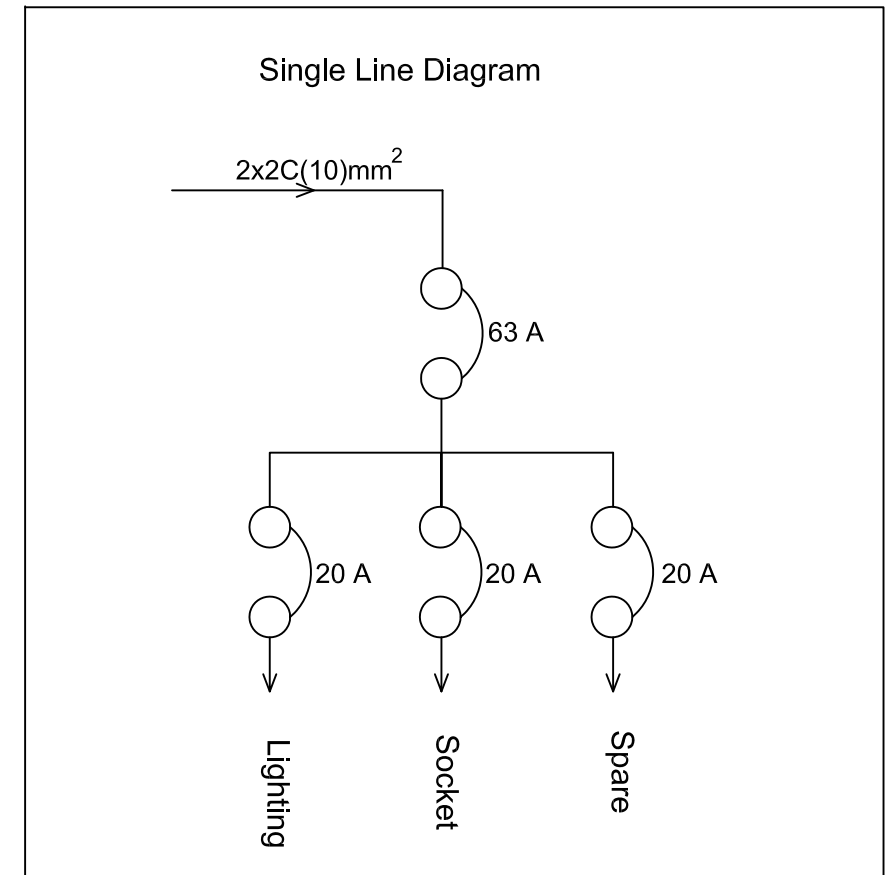 Single Line Diagram
2x2C(10)mm²
63 A
20 A
20 A
20 A
Lighting
Socket
Spare